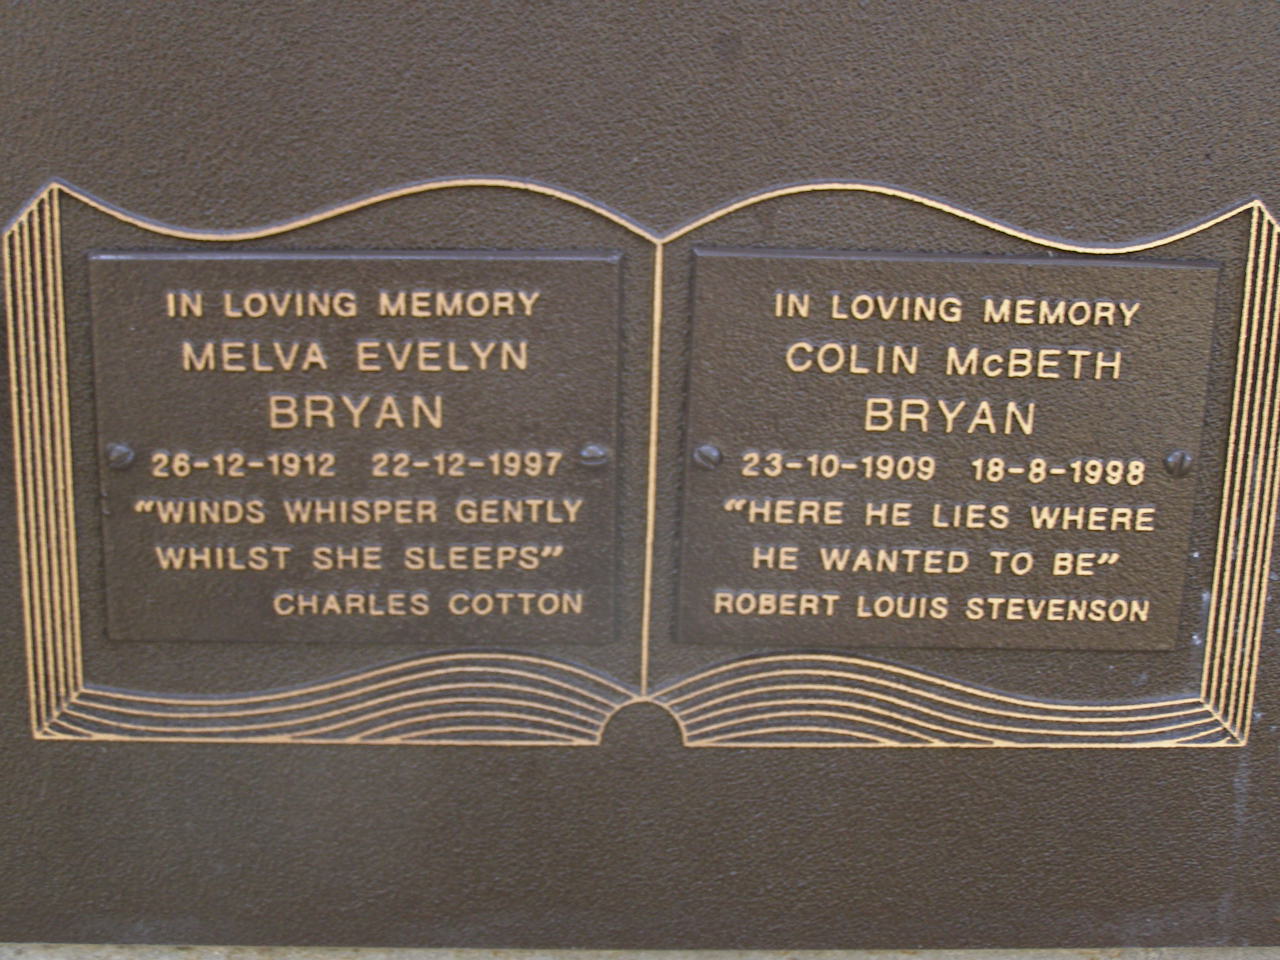 IN LOVING MEMORY
MELVA EVELYN
BRYAN
26-12-1912 22-12-1997
"WINDS WHISPER GENTLY
WHILST SHE SLEEPS"
CHARLES COTTON
IN LOVING MEMORY
COLIN McBETH
BRYAN
23-10-1909 18-8-1998
"HERE HE LIES WHERE
HE WANTED TO BE"
ROBERT LOUIS STEVENSON